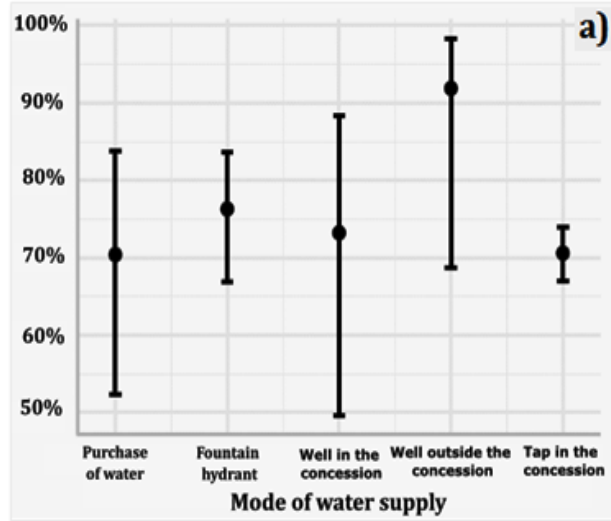 a)
100%
90%
80%
70%
60%
50%
Purchase of water
Fountain hydrant
Well in the concession
Well outside the concession
Tap in the concession
Mode of water supply